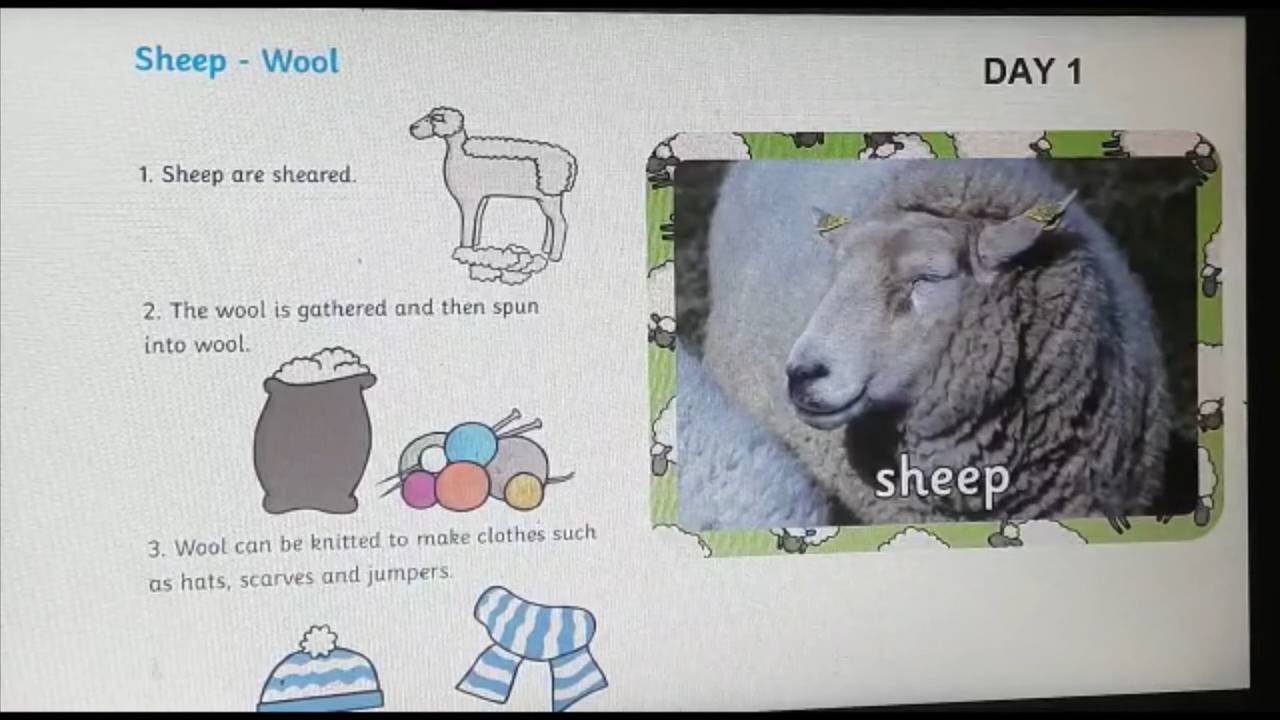 Sheep - Wool
DAY 1
1. Sheep are sheared.
2. The wool is gathered and then spun
into wool.
3. Wool can be knitted to make clothes such
as hats, scarves and jumpers.
sheep